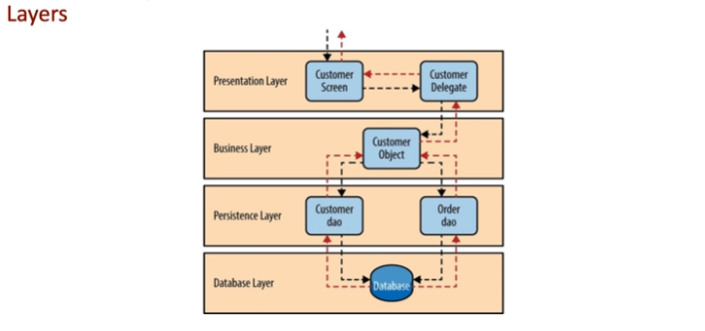 Layers
Presentation Layer
Customer
Screen
Customer
Delegate
Business Layer
Customer
Object
Persistence Layer
Customer
dao
Order
dao
Database Layer
Database